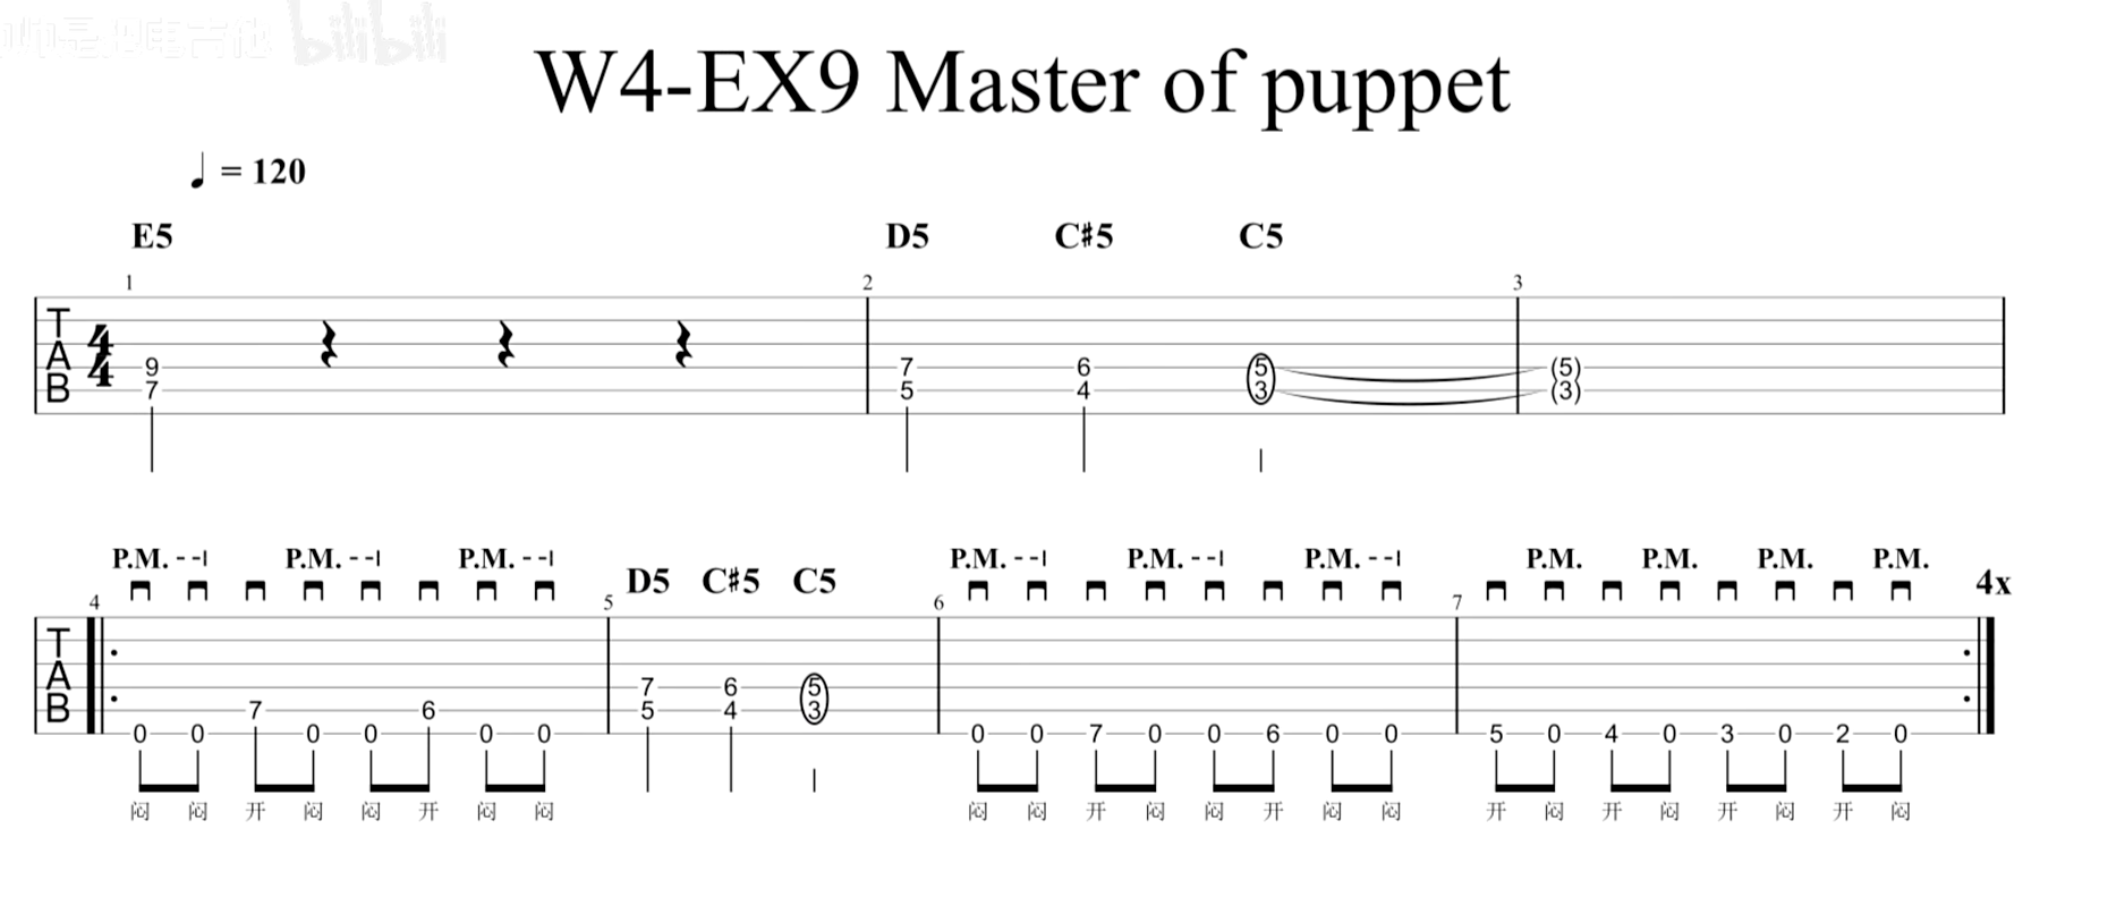 bilibili
W4-EX9 Master of puppet
♩ = 120
E5 D5 C♯5 C5
1 2 3
T A B
4/4
9 7 6 5 (5)
7 5 4 3 (3)
P.M. - -| P.M. - -| P.M. - -| P.M. - -| P.M. - -| P.M. - -| P.M. P.M. P.M. P.M.
D5 C♯5 C5 4x
4 5 6 7
T A B
7 6 5
7 6 5 4 3
0 0 0 0 0 0 0 0 7 0 0 6 0 0 5 0 4 0 3 0 2 0
闷 闷 开 闷 闷 开 闷 闷 闷 闷 开 闷 闷 开 闷 闷 开 闷 开 闷 开 闷 开 闷